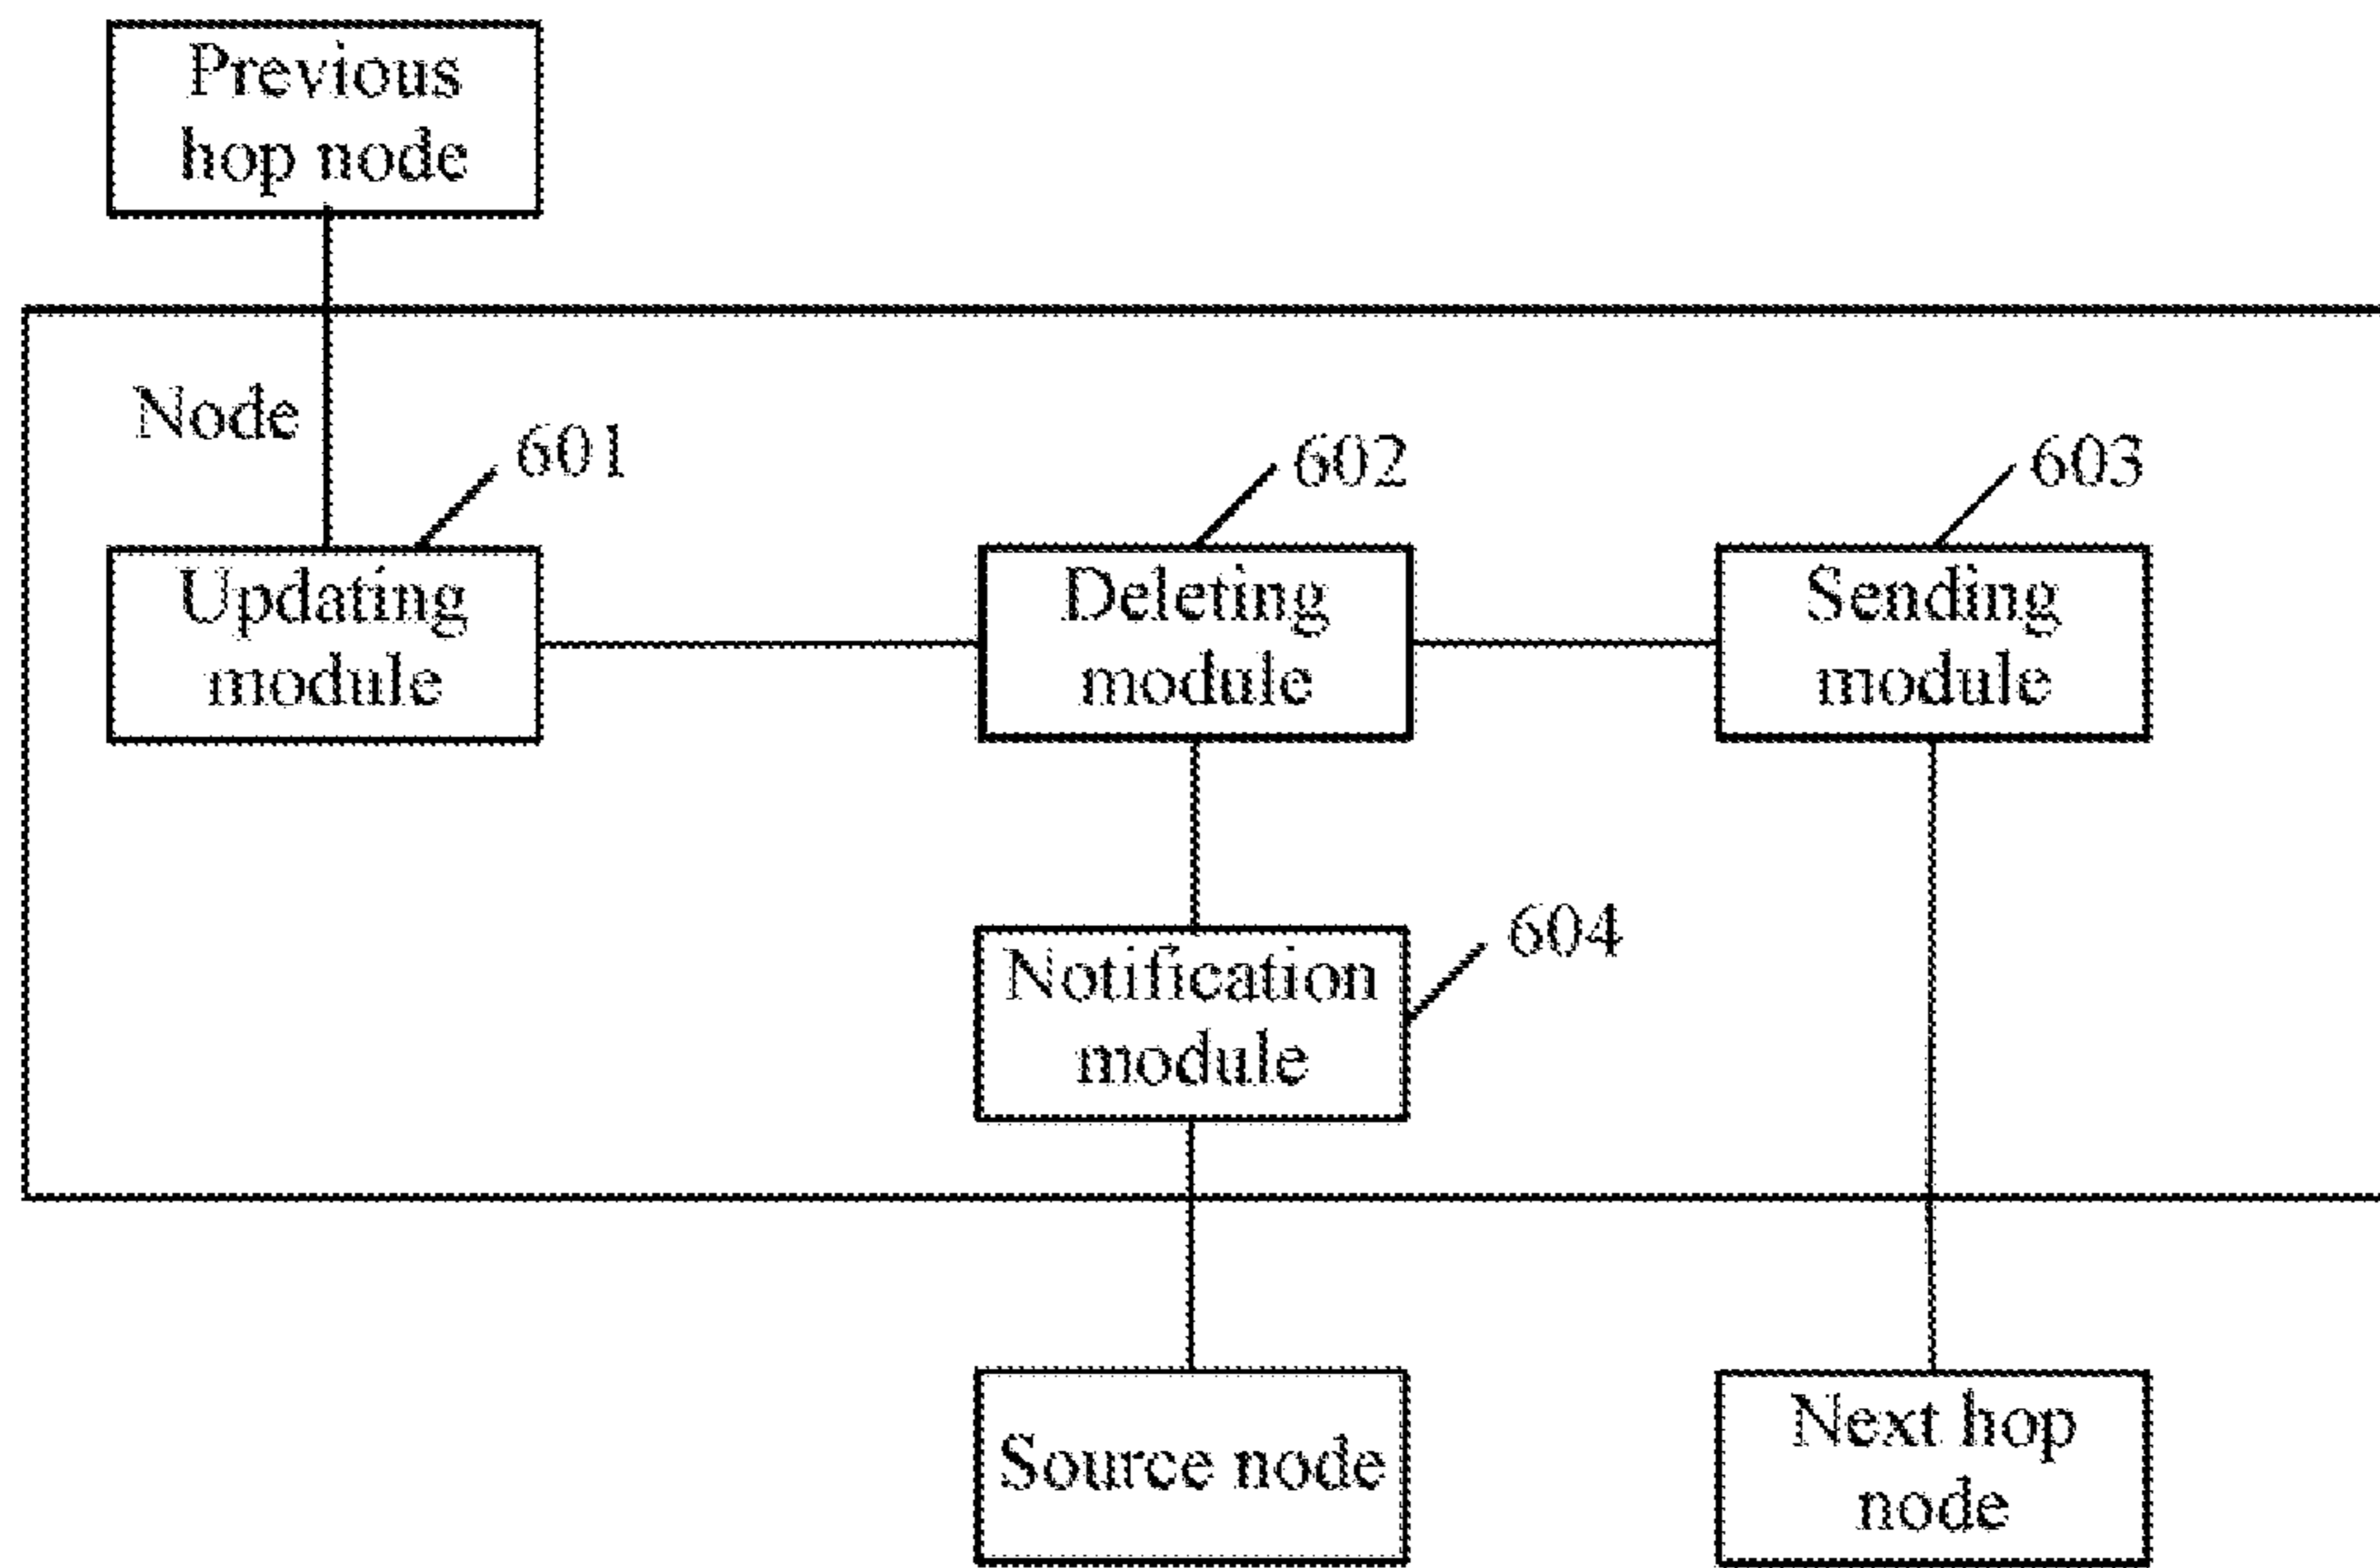 Previous
hop node
Node
601
602
603
Updating
module
Deleting
module
Sending
module
604
Notification
module
Source node
Next hop
node